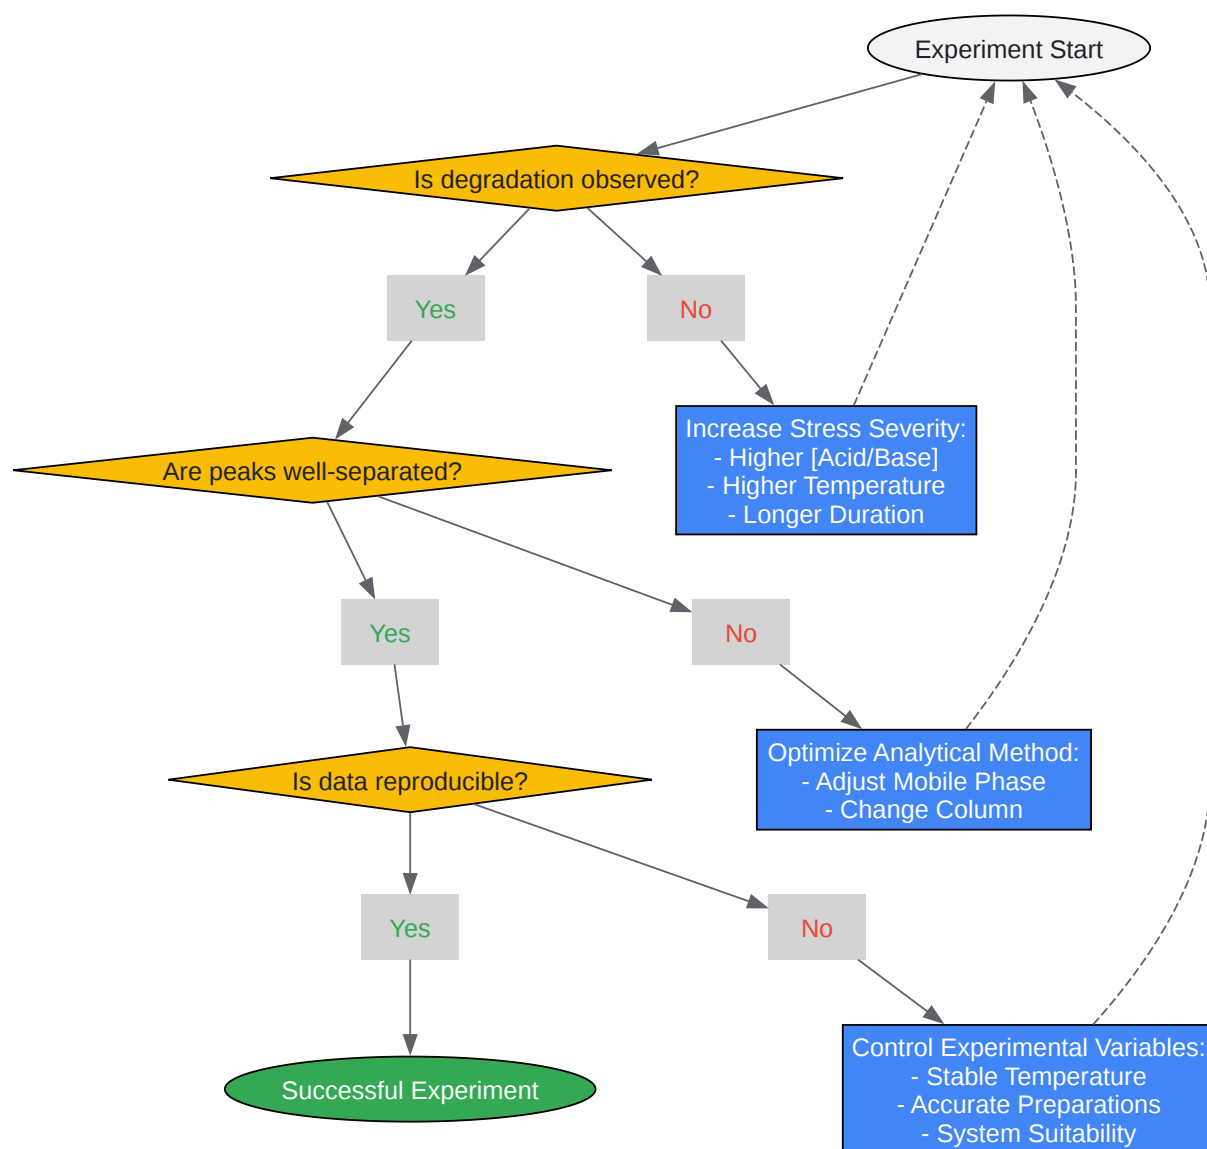 Experiment Start
Is degradation observed?
Yes
No
Increase Stress Severity:
- Higher [Acid/Base]
- Higher Temperature
- Longer Duration
Are peaks well-separated?
Yes
No
Optimize Analytical Method:
- Adjust Mobile Phase
- Change Column
Is data reproducible?
Yes
No
Control Experimental Variables:
- Stable Temperature
- Accurate Preparations
- System Suitability
Successful Experiment